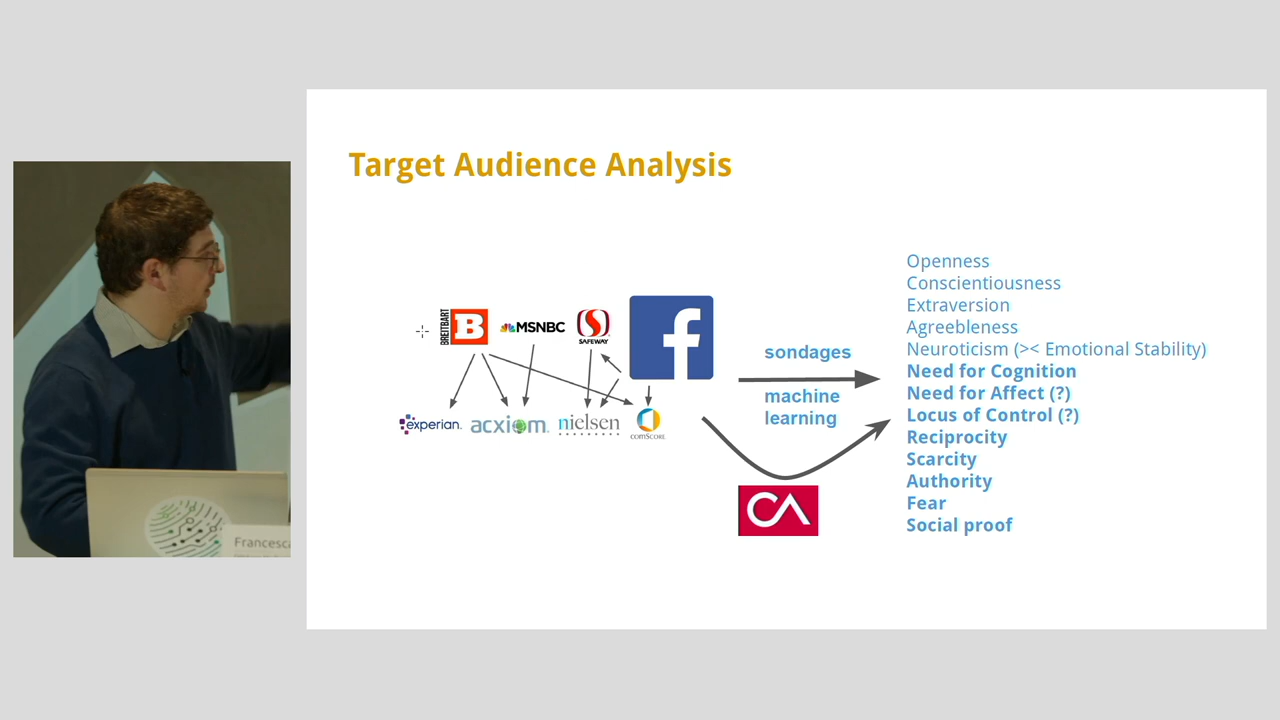 Target Audience Analysis
BREITBART
B
MSNBC
SAFEWAY
f
experian.
acxiom.
nielsen
comScore
sondages
machine
learning
CA
Openness
Conscientiousness
Extraversion
Agreebleness
Neuroticism (>< Emotional Stability)
Need for Cognition
Need for Affect (?)
Locus of Control (?)
Reciprocity
Scarcity
Authority
Fear
Social proof
Francesca